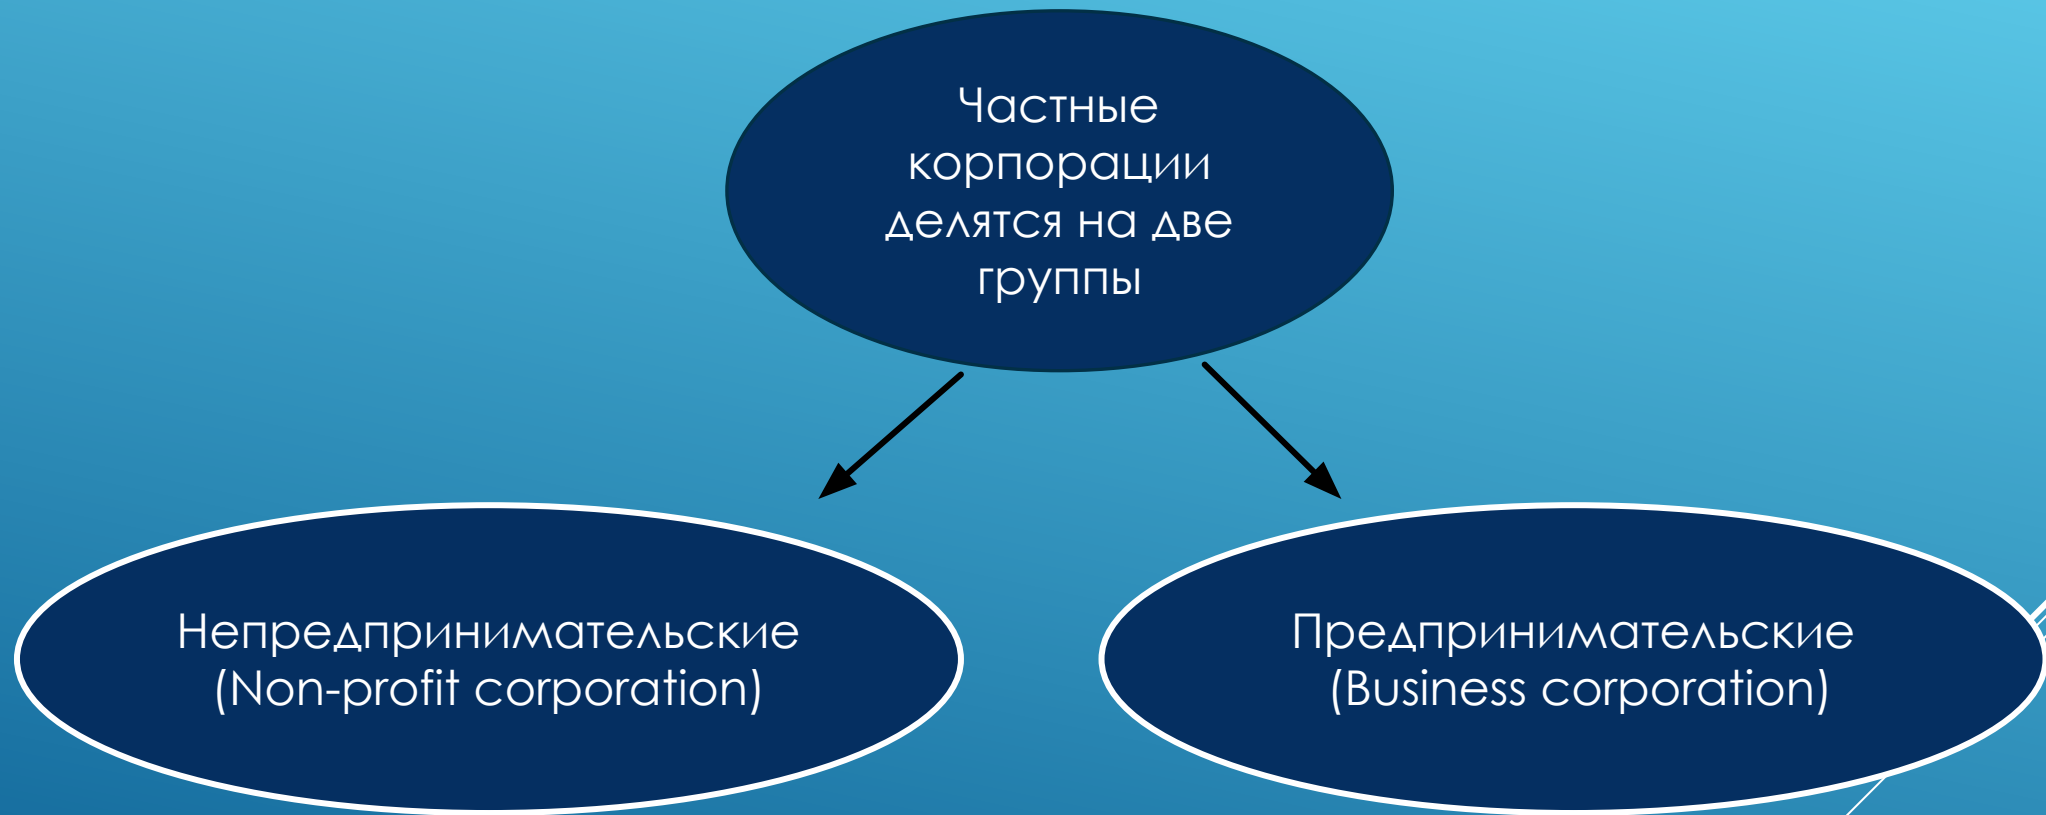 Частные
корпорации
делятся на две
группы
Непредпринимательские
(Non-profit corporation)
Предпринимательские
(Business corporation)